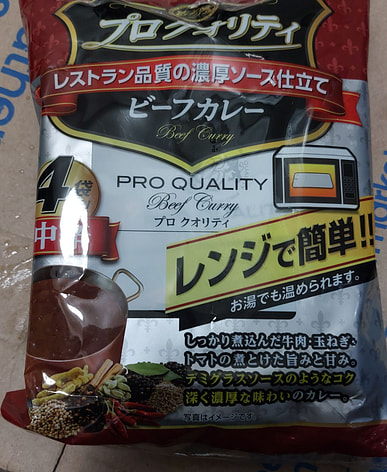 プロクオリティ
レストラン品質の濃厚ソース仕立て
ビーフカレー
Beef Curry
4袋
中
PRO QUALITY
Beef Curry
プロ クオリティ
レンジで簡単!!
お湯でも温められます。
しっかり煮込んだ牛肉、玉ねぎ、
トマトの煮とけた旨みと甘み。
デミグラスソースのようなコク
深く濃厚な味わいのカレー。
写真はイメージです。